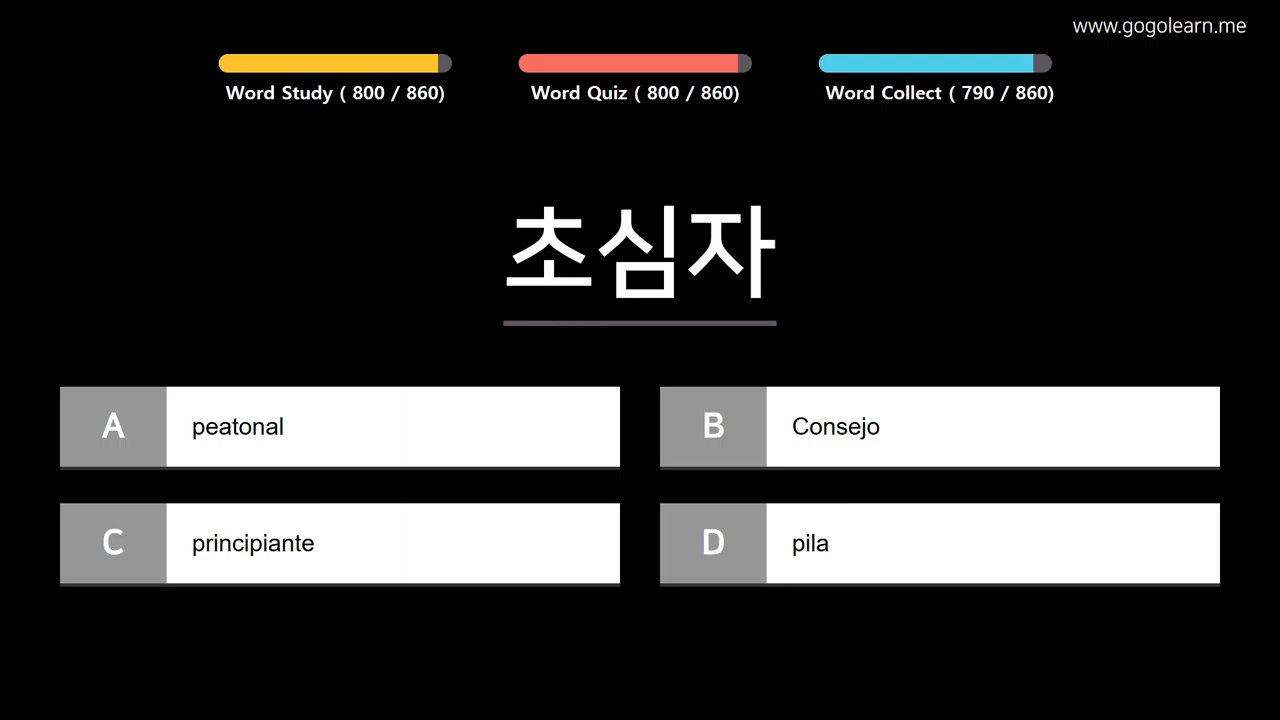 www.gogolearn.me
Word Study ( 800 / 860)
Word Quiz ( 800 / 860)
Word Collect ( 790 / 860)
초심자
A peatonal
B Consejo
C principiante
D pila